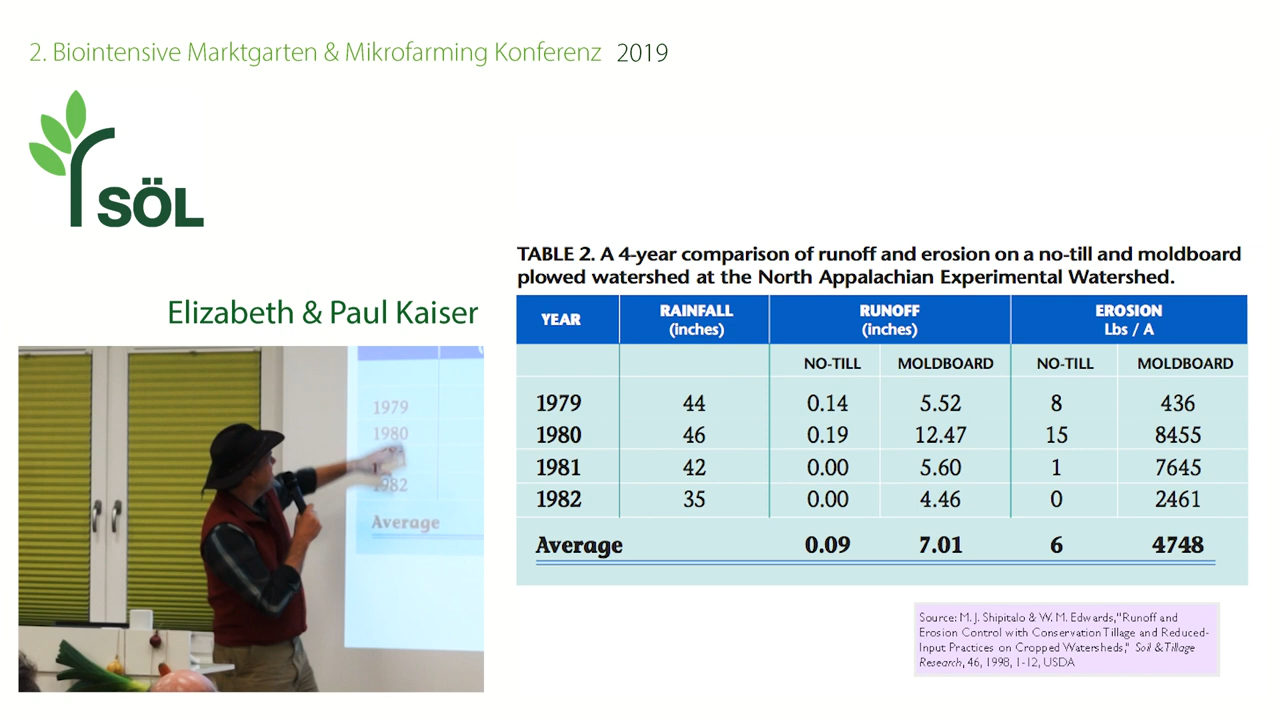 2. Biointensive Marktgarten & Mikrofarming Konferenz 2019
SÖL
Elizabeth & Paul Kaiser
1979
1980
1982
Average
TABLE 2. A 4-year comparison of runoff and erosion on a no-till and moldboard
plowed watershed at the North Appalachian Experimental Watershed.
YEAR RAINFALL (inches) RUNOFF (inches) EROSION Lbs / A
NO-TILL MOLDBOARD NO-TILL MOLDBOARD
1979 44 0.14 5.52 8 436
1980 46 0.19 12.47 15 8455
1981 42 0.00 5.60 1 7645
1982 35 0.00 4.46 0 2461
Average 0.09 7.01 6 4748
Source: M. J. Shipitalo & W. M. Edwards, "Runoff and
Erosion Control with Conservation Tillage and Reduced-
Input Practices on Cropped Watersheds," Soil & Tillage
Research, 46, 1998, 1-12, USDA